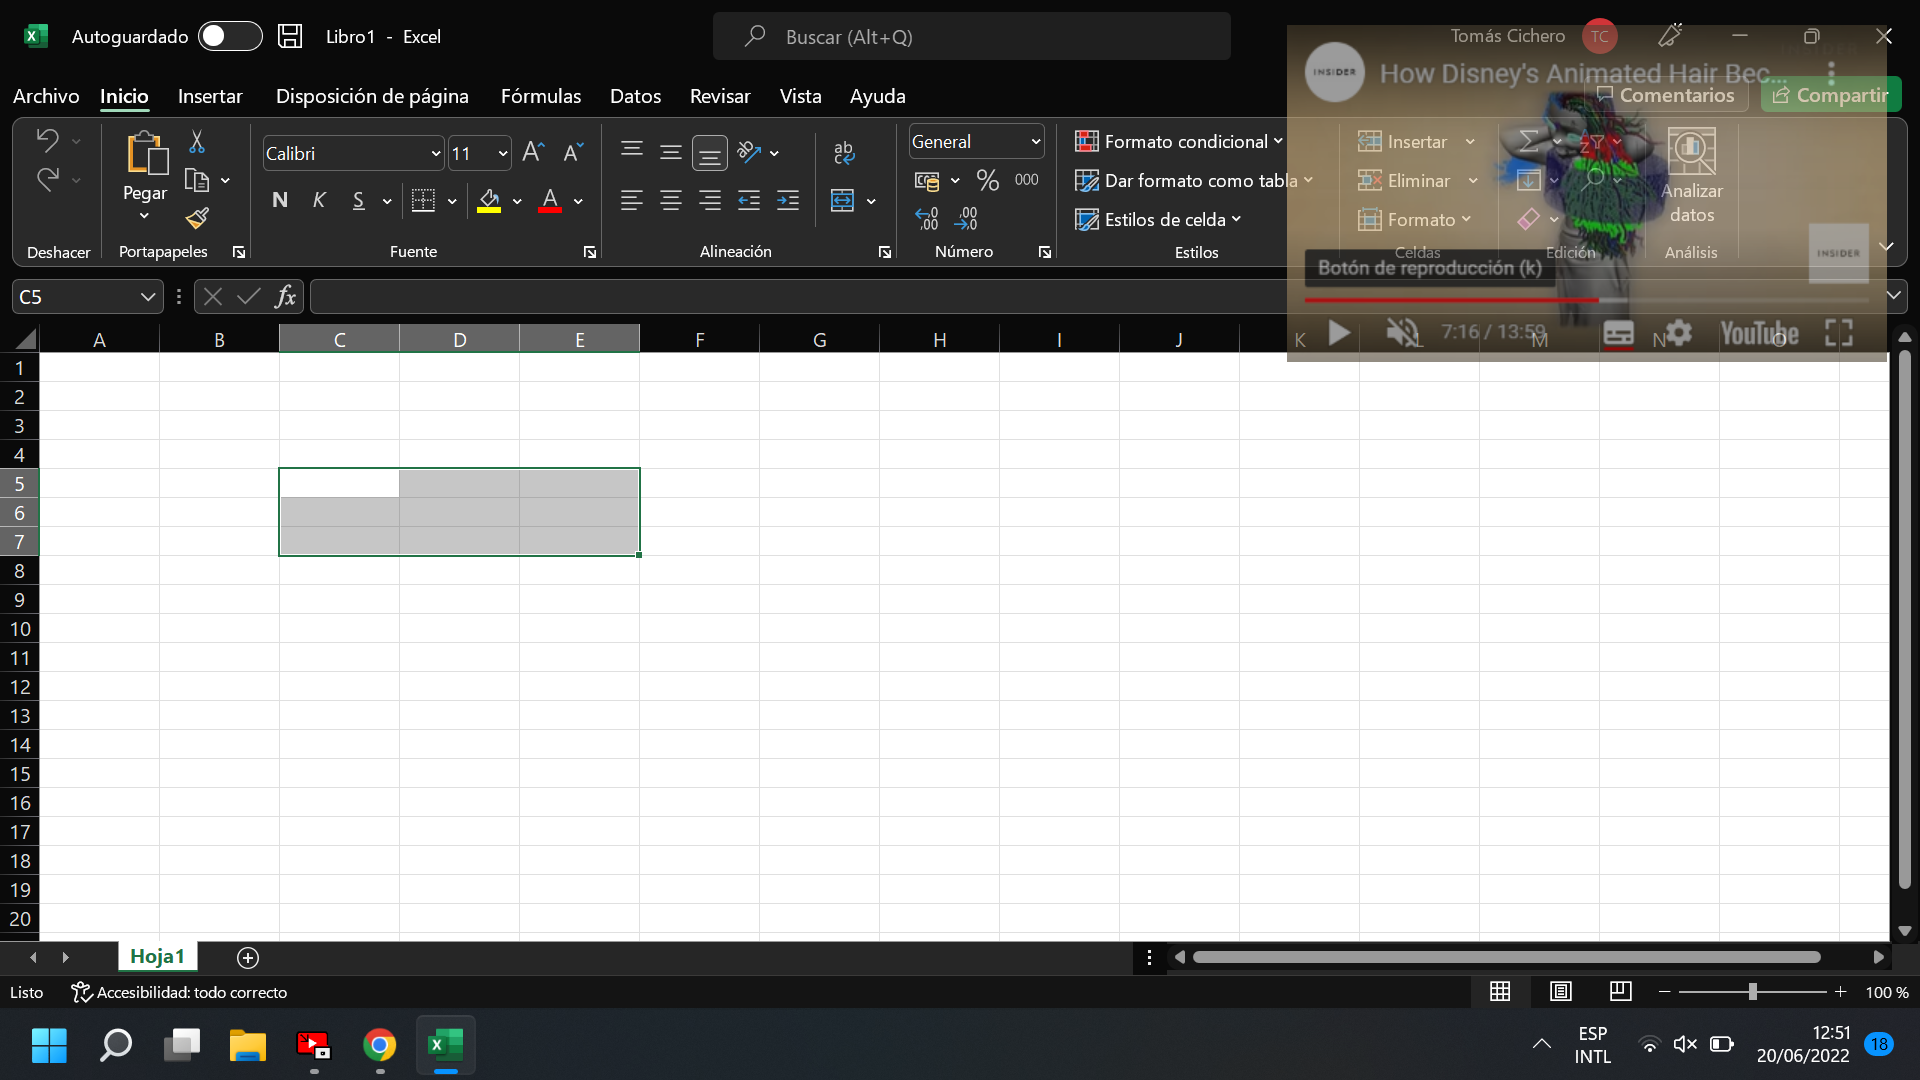 Autoguardado
Libro1 - Excel
Buscar (Alt+Q)
Tomás Cichero
TC
INSIDER
How Disney's Animated Hair Bec...
Archivo
Inicio
Insertar
Disposición de página
Fórmulas
Datos
Revisar
Vista
Ayuda
Comentarios
Compartir
Pegar
Calibri
11
N K S
ab
General
% 000
Formato condicional
Dar formato como tabla
Estilos de celda
Insertar
Eliminar
Formato
Analizar
datos
Deshacer
Portapapeles
Fuente
Alineación
Número
Estilos
Celdas
Edición
Análisis
INSIDER
Botón de reproducción (k)
C5
fx
7:16 / 13:59
YouTube
A B C D E F G H I J K L M N O
1
2
3
4
5
6
7
8
9
10
11
12
13
14
15
16
17
18
19
20
Hoja1
Listo
Accesibilidad: todo correcto
100 %
ESP
INTL
12:51
20/06/2022
18